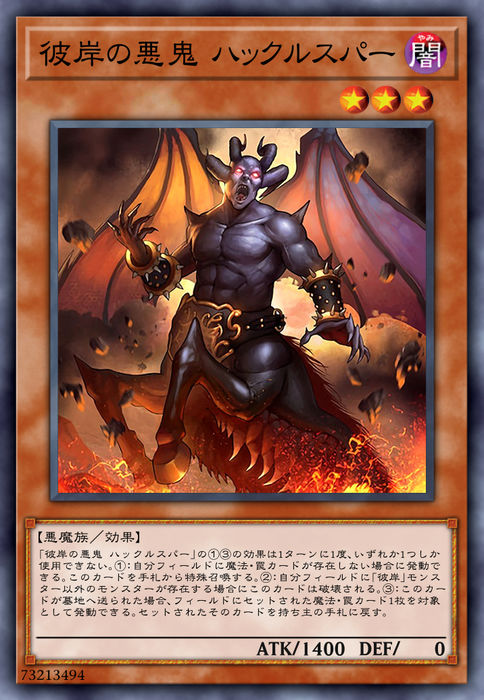 彼岸の悪鬼 ハックルスパー
やみ
闇
【悪魔族／効果】
「彼岸の悪鬼 ハックルスパー」の①③の効果は1ターンに1度、いずれか1つしか
使用できない。①：自分フィールドに魔法・罠カードが存在しない場合に発動で
きる。このカードを手札から特殊召喚する。②：自分フィールドに「彼岸」モンス
ター以外のモンスターが存在する場合にこのカードは破壊される。③：このカー
ドが墓地へ送られた場合、フィールドにセットされた魔法・罠カード1枚を対象
として発動できる。セットされたそのカードを持ち主の手札に戻す。
ATK/1400 DEF/ 0
73213494